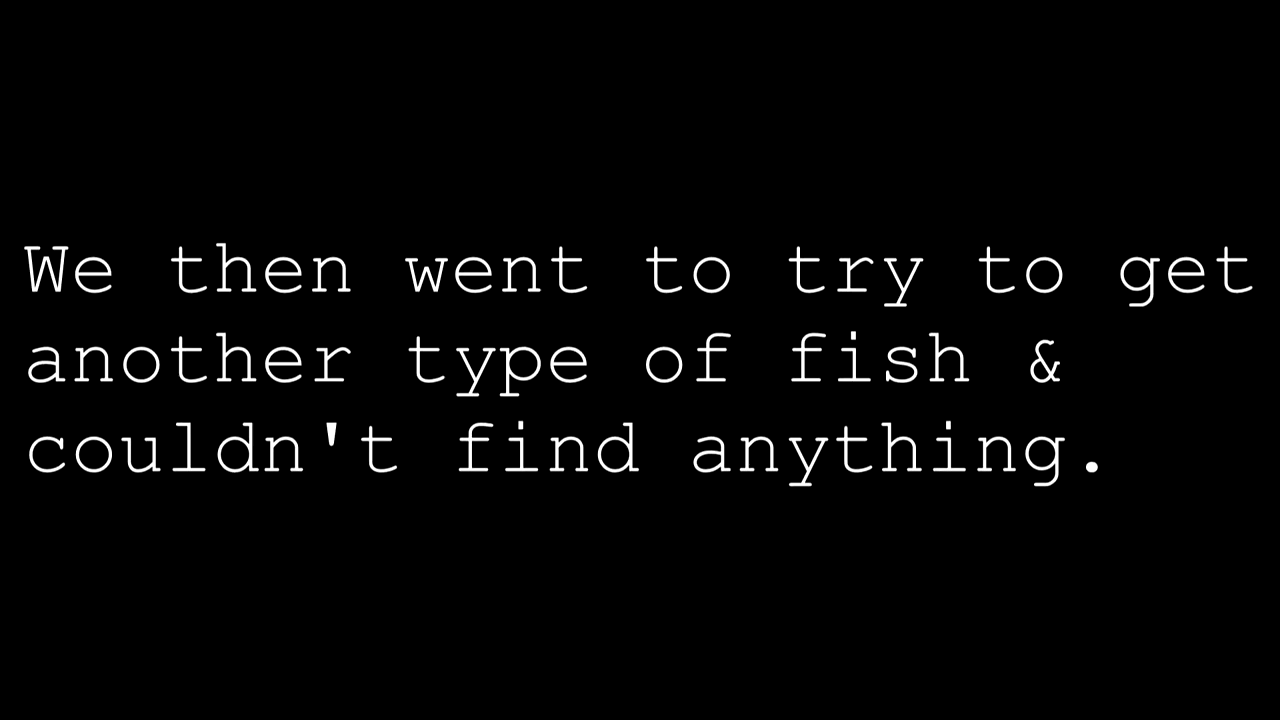 We then went to try to get
another type of fish &
couldn't find anything.